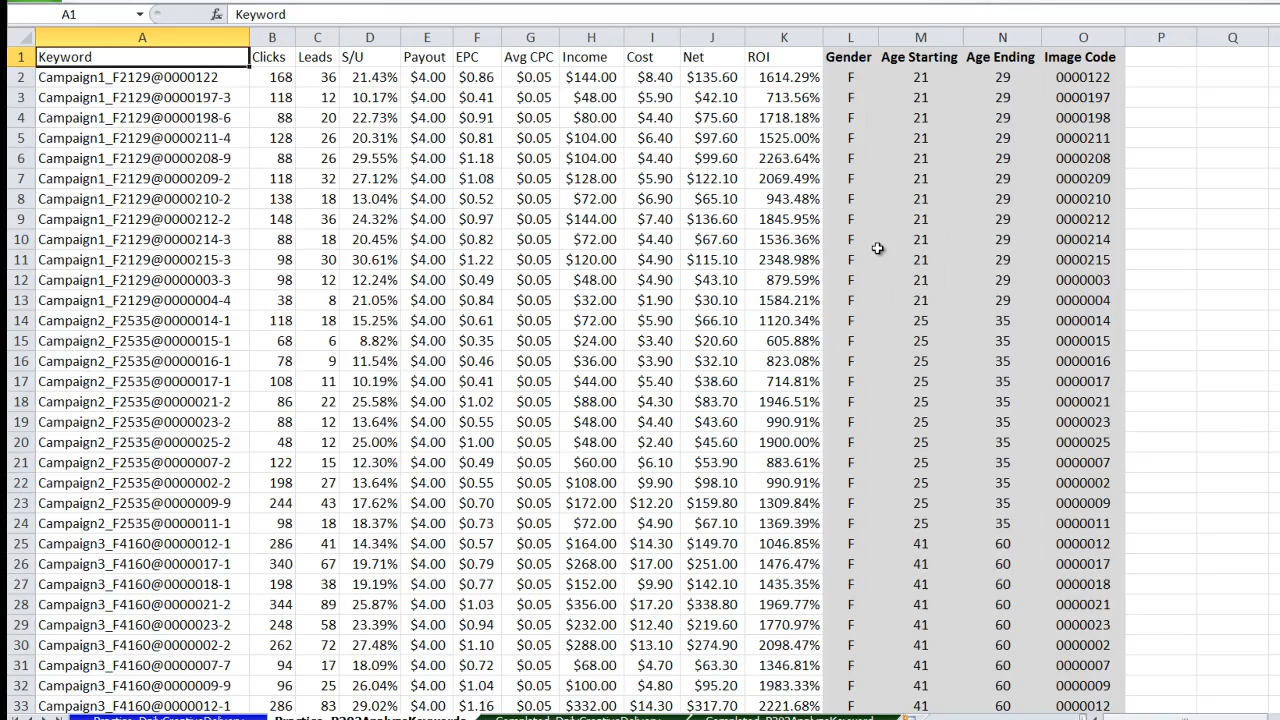 A1 fx Keyword
A B C D E F G H I J K L M N O P Q
1 Keyword Clicks Leads S/U Payout EPC Avg CPC Income Cost Net ROI Gender Age Starting Age Ending Image Code
2 Campaign1_F2129@0000122 168 36 21.43% $4.00 $0.86 $0.05 $144.00 $8.40 $135.60 1614.29% F 21 29 0000122
3 Campaign1_F2129@0000197-3 118 12 10.17% $4.00 $0.41 $0.05 $48.00 $5.90 $42.10 713.56% F 21 29 0000197
4 Campaign1_F2129@0000198-6 88 20 22.73% $4.00 $0.91 $0.05 $80.00 $4.40 $75.60 1718.18% F 21 29 0000198
5 Campaign1_F2129@0000211-4 128 26 20.31% $4.00 $0.81 $0.05 $104.00 $6.40 $97.60 1525.00% F 21 29 0000211
6 Campaign1_F2129@0000208-9 88 26 29.55% $4.00 $1.18 $0.05 $104.00 $4.40 $99.60 2263.64% F 21 29 0000208
7 Campaign1_F2129@0000209-2 118 32 27.12% $4.00 $1.08 $0.05 $128.00 $5.90 $122.10 2069.49% F 21 29 0000209
8 Campaign1_F2129@0000210-2 138 18 13.04% $4.00 $0.52 $0.05 $72.00 $6.90 $65.10 943.48% F 21 29 0000210
9 Campaign1_F2129@0000212-2 148 36 24.32% $4.00 $0.97 $0.05 $144.00 $7.40 $136.60 1845.95% F 21 29 0000212
10 Campaign1_F2129@0000214-3 88 18 20.45% $4.00 $0.82 $0.05 $72.00 $4.40 $67.60 1536.36% F 21 29 0000214
11 Campaign1_F2129@0000215-3 98 30 30.61% $4.00 $1.22 $0.05 $120.00 $4.90 $115.10 2348.98% F 21 29 0000215
12 Campaign1_F2129@0000003-3 98 12 12.24% $4.00 $0.49 $0.05 $48.00 $4.90 $43.10 879.59% F 21 29 0000003
13 Campaign1_F2129@0000004-4 38 8 21.05% $4.00 $0.84 $0.05 $32.00 $1.90 $30.10 1584.21% F 21 29 0000004
14 Campaign2_F2535@0000014-1 118 18 15.25% $4.00 $0.61 $0.05 $72.00 $5.90 $66.10 1120.34% F 25 35 0000014
15 Campaign2_F2535@0000015-1 68 6 8.82% $4.00 $0.35 $0.05 $24.00 $3.40 $20.60 605.88% F 25 35 0000015
16 Campaign2_F2535@0000016-1 78 9 11.54% $4.00 $0.46 $0.05 $36.00 $3.90 $32.10 823.08% F 25 35 0000016
17 Campaign2_F2535@0000017-1 108 11 10.19% $4.00 $0.41 $0.05 $44.00 $5.40 $38.60 714.81% F 25 35 0000017
18 Campaign2_F2535@0000021-2 86 22 25.58% $4.00 $1.02 $0.05 $88.00 $4.30 $83.70 1946.51% F 25 35 0000021
19 Campaign2_F2535@0000023-2 88 12 13.64% $4.00 $0.55 $0.05 $48.00 $4.40 $43.60 990.91% F 25 35 0000023
20 Campaign2_F2535@0000025-2 48 12 25.00% $4.00 $1.00 $0.05 $48.00 $2.40 $45.60 1900.00% F 25 35 0000025
21 Campaign2_F2535@0000007-2 122 15 12.30% $4.00 $0.49 $0.05 $60.00 $6.10 $53.90 883.61% F 25 35 0000007
22 Campaign2_F2535@0000002-2 198 27 13.64% $4.00 $0.55 $0.05 $108.00 $9.90 $98.10 990.91% F 25 35 0000002
23 Campaign2_F2535@0000009-9 244 43 17.62% $4.00 $0.70 $0.05 $172.00 $12.20 $159.80 1309.84% F 25 35 0000009
24 Campaign2_F2535@0000011-1 98 18 18.37% $4.00 $0.73 $0.05 $72.00 $4.90 $67.10 1369.39% F 25 35 0000011
25 Campaign3_F4160@0000012-1 286 41 14.34% $4.00 $0.57 $0.05 $164.00 $14.30 $149.70 1046.85% F 41 60 0000012
26 Campaign3_F4160@0000017-1 340 67 19.71% $4.00 $0.79 $0.05 $268.00 $17.00 $251.00 1476.47% F 41 60 0000017
27 Campaign3_F4160@0000018-1 198 38 19.19% $4.00 $0.77 $0.05 $152.00 $9.90 $142.10 1435.35% F 41 60 0000018
28 Campaign3_F4160@0000021-2 344 89 25.87% $4.00 $1.03 $0.05 $356.00 $17.20 $338.80 1969.77% F 41 60 0000021
29 Campaign3_F4160@0000023-2 248 58 23.39% $4.00 $0.94 $0.05 $232.00 $12.40 $219.60 1770.97% F 41 60 0000023
30 Campaign3_F4160@0000002-2 262 72 27.48% $4.00 $1.10 $0.05 $288.00 $13.10 $274.90 2098.47% F 41 60 0000002
31 Campaign3_F4160@0000007-7 94 17 18.09% $4.00 $0.72 $0.05 $68.00 $4.70 $63.30 1346.81% F 41 60 0000007
32 Campaign3_F4160@0000009-9 96 25 26.04% $4.00 $1.04 $0.05 $100.00 $4.80 $95.20 1983.33% F 41 60 0000009
33 Campaign3_F4160@0000012-1 286 83 29.02% $4.00 $1.16 $0.05 $332.00 $14.30 $317.70 2221.68% F 41 60 0000012